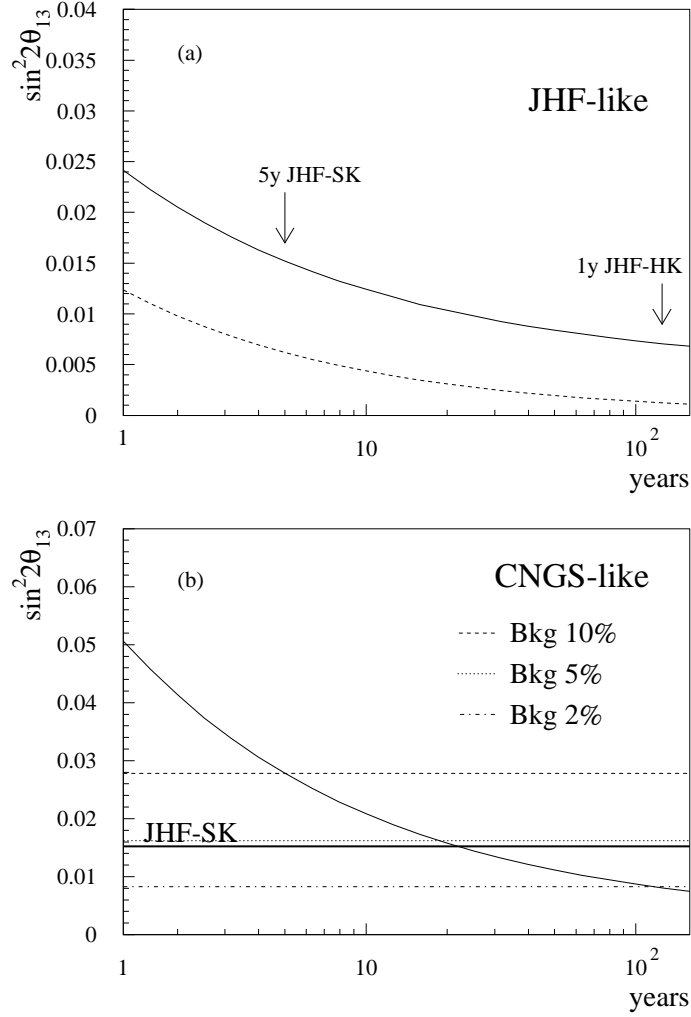 sin²2θ₁₃
0.04
0.035
0.03
0.025
0.02
0.015
0.01
0.005
0
(a)
JHF-like
5y JHF-SK
1y JHF-HK
1
10
10²
years
sin²2θ₁₃
0.07
0.06
0.05
0.04
0.03
0.02
0.01
0
(b)
CNGS-like
Bkg 10%
Bkg 5%
Bkg 2%
JHF-SK
1
10
10²
years